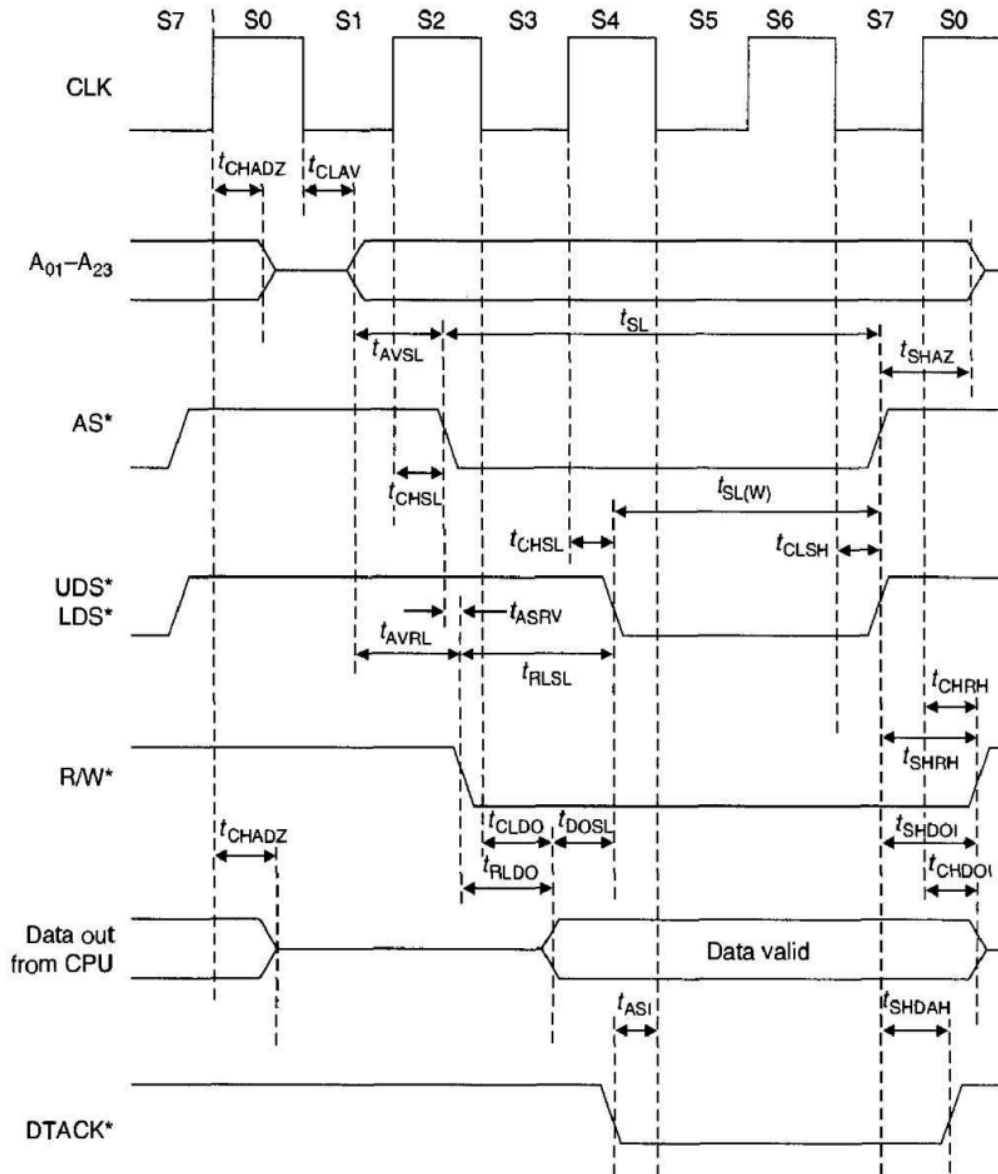 S7 S0 S1 S2 S3 S4 S5 S6 S7 S0
CLK
tCHADZ tCLAV
A01–A23
tSL
tAVSL tSHAZ
AS*
tCHSL tSL(W)
tCHSL tCLSH
UDS*
LDS* tASRV
tAVRL tRLSL
tCHRH
R/W* tSHRH
tCHADZ tCLDO tDOSL tSHDOI
tRLDO tCHDOI
Data out
from CPU Data valid
tASI tSHDAH
DTACK*